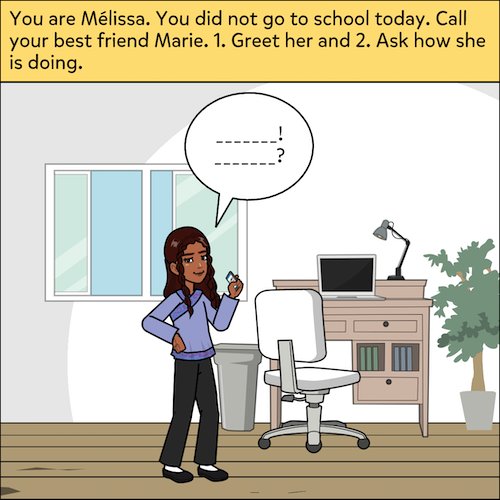 You are Mélissa. You did not go to school today. Call
your best friend Marie. 1. Greet her and 2. Ask how she
is doing.
_______!
_______?